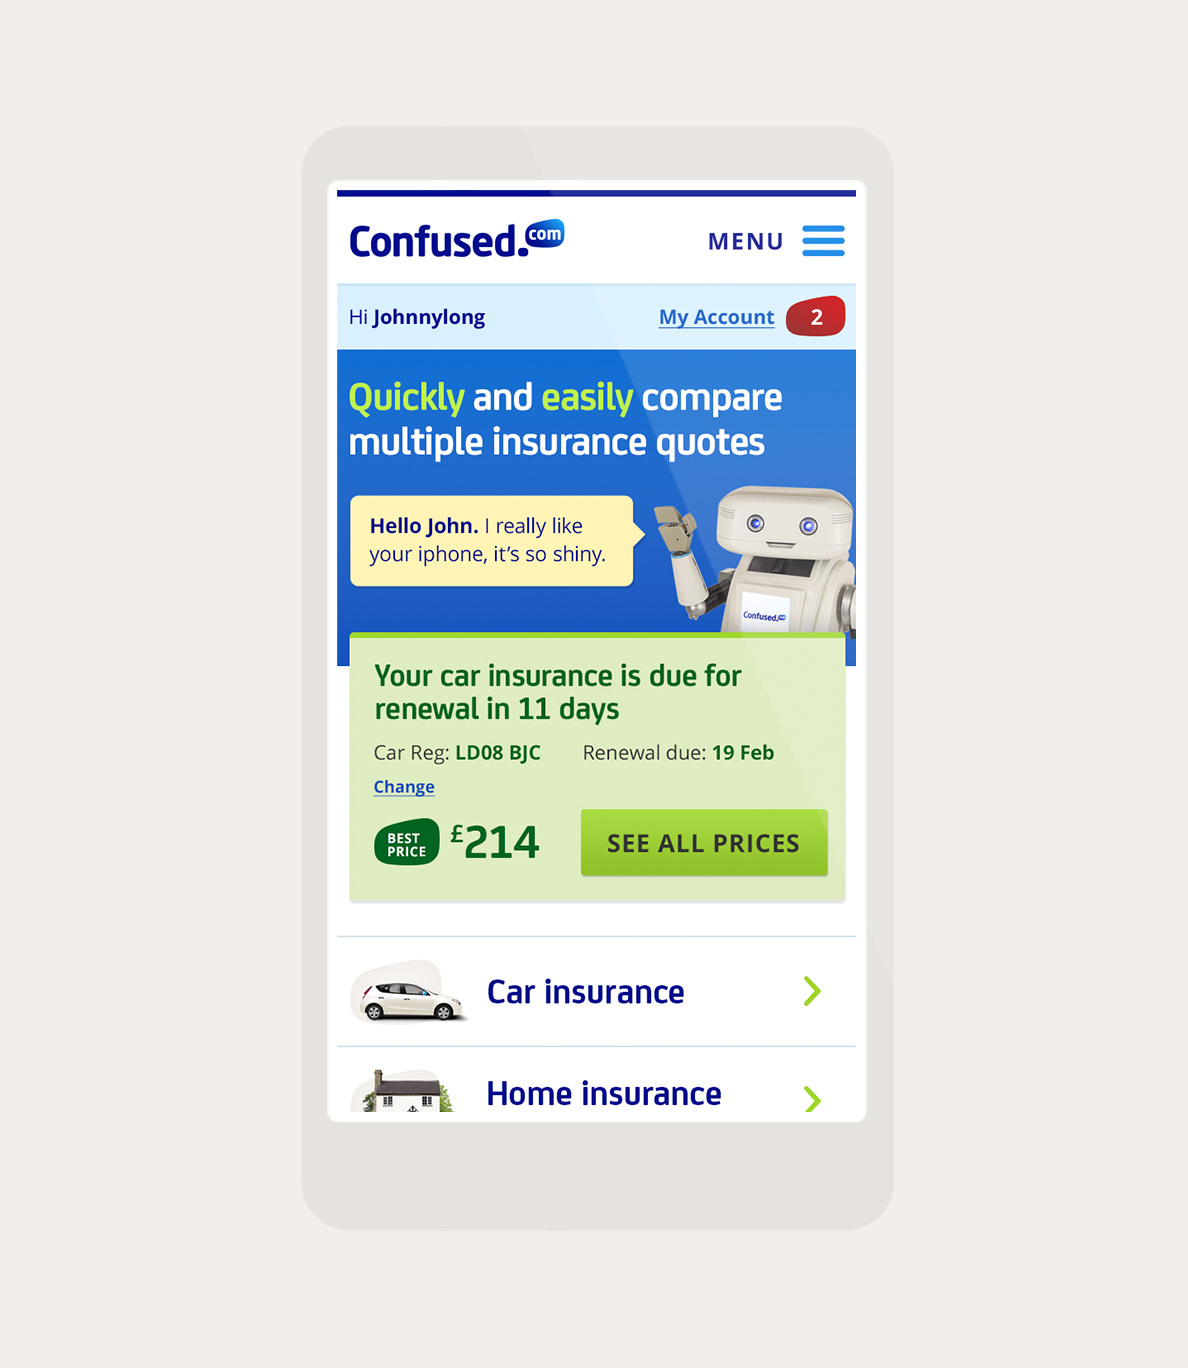 Confused.com
MENU
Hi Johnnylong
My Account
2
Quickly and easily compare
multiple insurance quotes
Hello John. I really like
your iphone, it's so shiny.
Confused.com
Your car insurance is due for
renewal in 11 days
Car Reg: LD08 BJC
Renewal due: 19 Feb
Change
BEST
PRICE
£214
SEE ALL PRICES
Car insurance
Home insurance